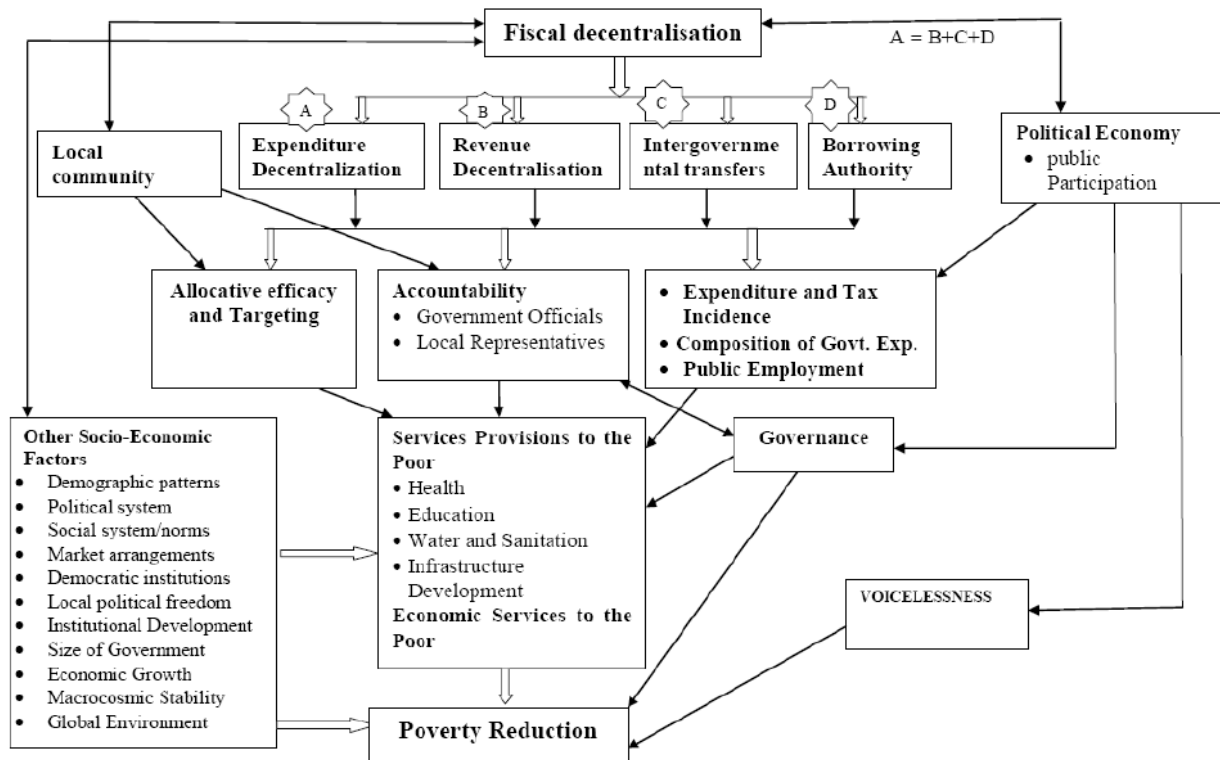 Fiscal decentralisation
A = B+C+D
A
B
C
D
Local
community
Expenditure
Decentralization
Revenue
Decentralisation
Intergovernme
ntal transfers
Borrowing
Authority
Political Economy
• public
Participation
Allocative efficacy
and Targeting
Accountability
• Government Officials
• Local Representatives
• Expenditure and Tax
Incidence
• Composition of Govt. Exp.
• Public Employment
Other Socio-Economic
Factors
• Demographic patterns
• Political system
• Social system/norms
• Market arrangements
• Democratic institutions
• Local political freedom
• Institutional Development
• Size of Government
• Economic Growth
• Macrocosmic Stability
• Global Environment
Services Provisions to the
Poor
• Health
• Education
• Water and Sanitation
• Infrastructure
Development
Economic Services to the
Poor
Governance
VOICELESSNESS
Poverty Reduction